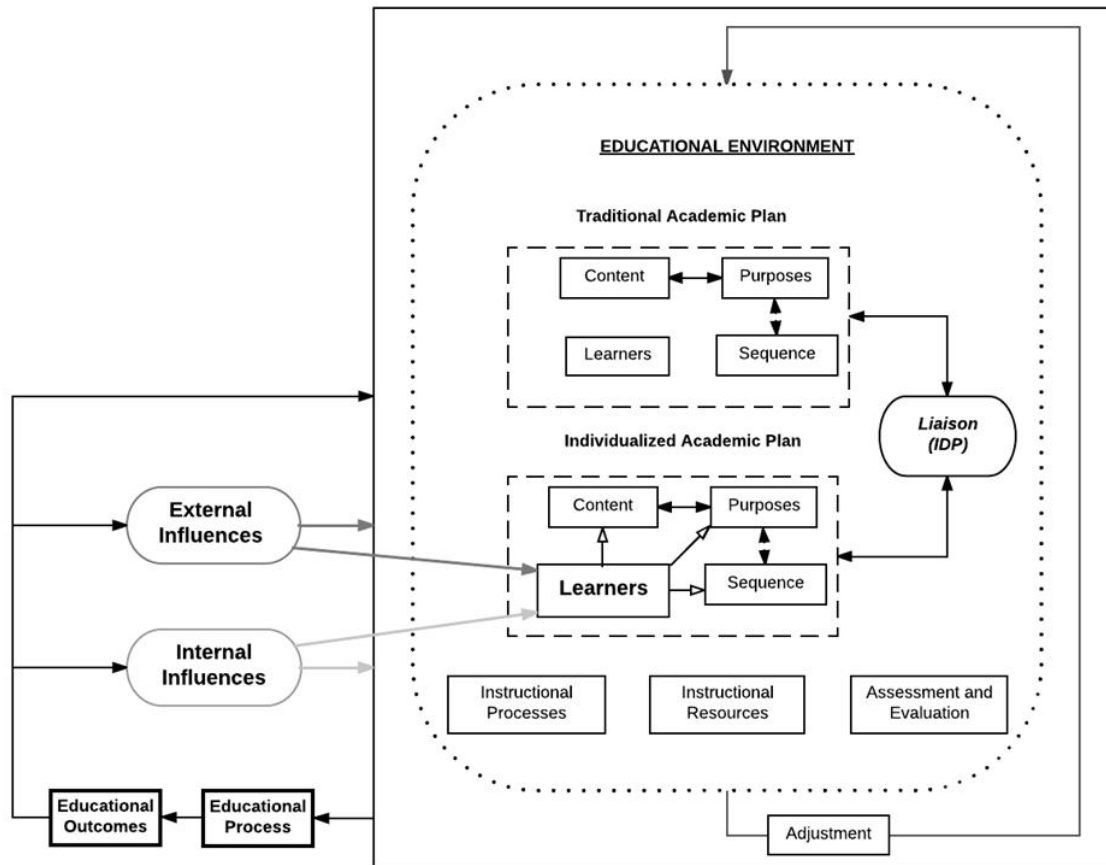 EDUCATIONAL ENVIRONMENT
Traditional Academic Plan
Content
Purposes
Learners
Sequence
Liaison
(IDP)
Individualized Academic Plan
Content
Purposes
Learners
Sequence
External
Influences
Internal
Influences
Instructional
Processes
Instructional
Resources
Assessment and
Evaluation
Educational
Outcomes
Educational
Process
Adjustment